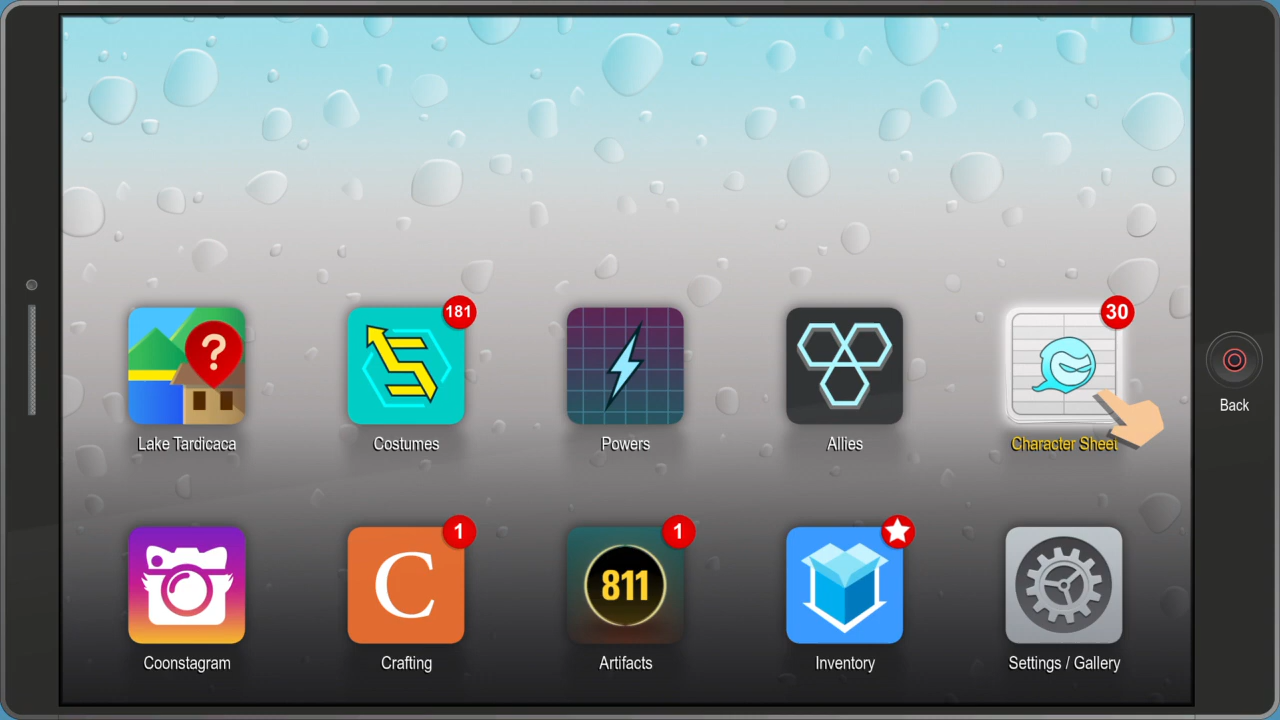 ?
181
30
Lake Tardicaca
Costumes
Powers
Allies
Character Sheet
Back
1
1
C
811
Coonstagram
Crafting
Artifacts
Inventory
Settings / Gallery